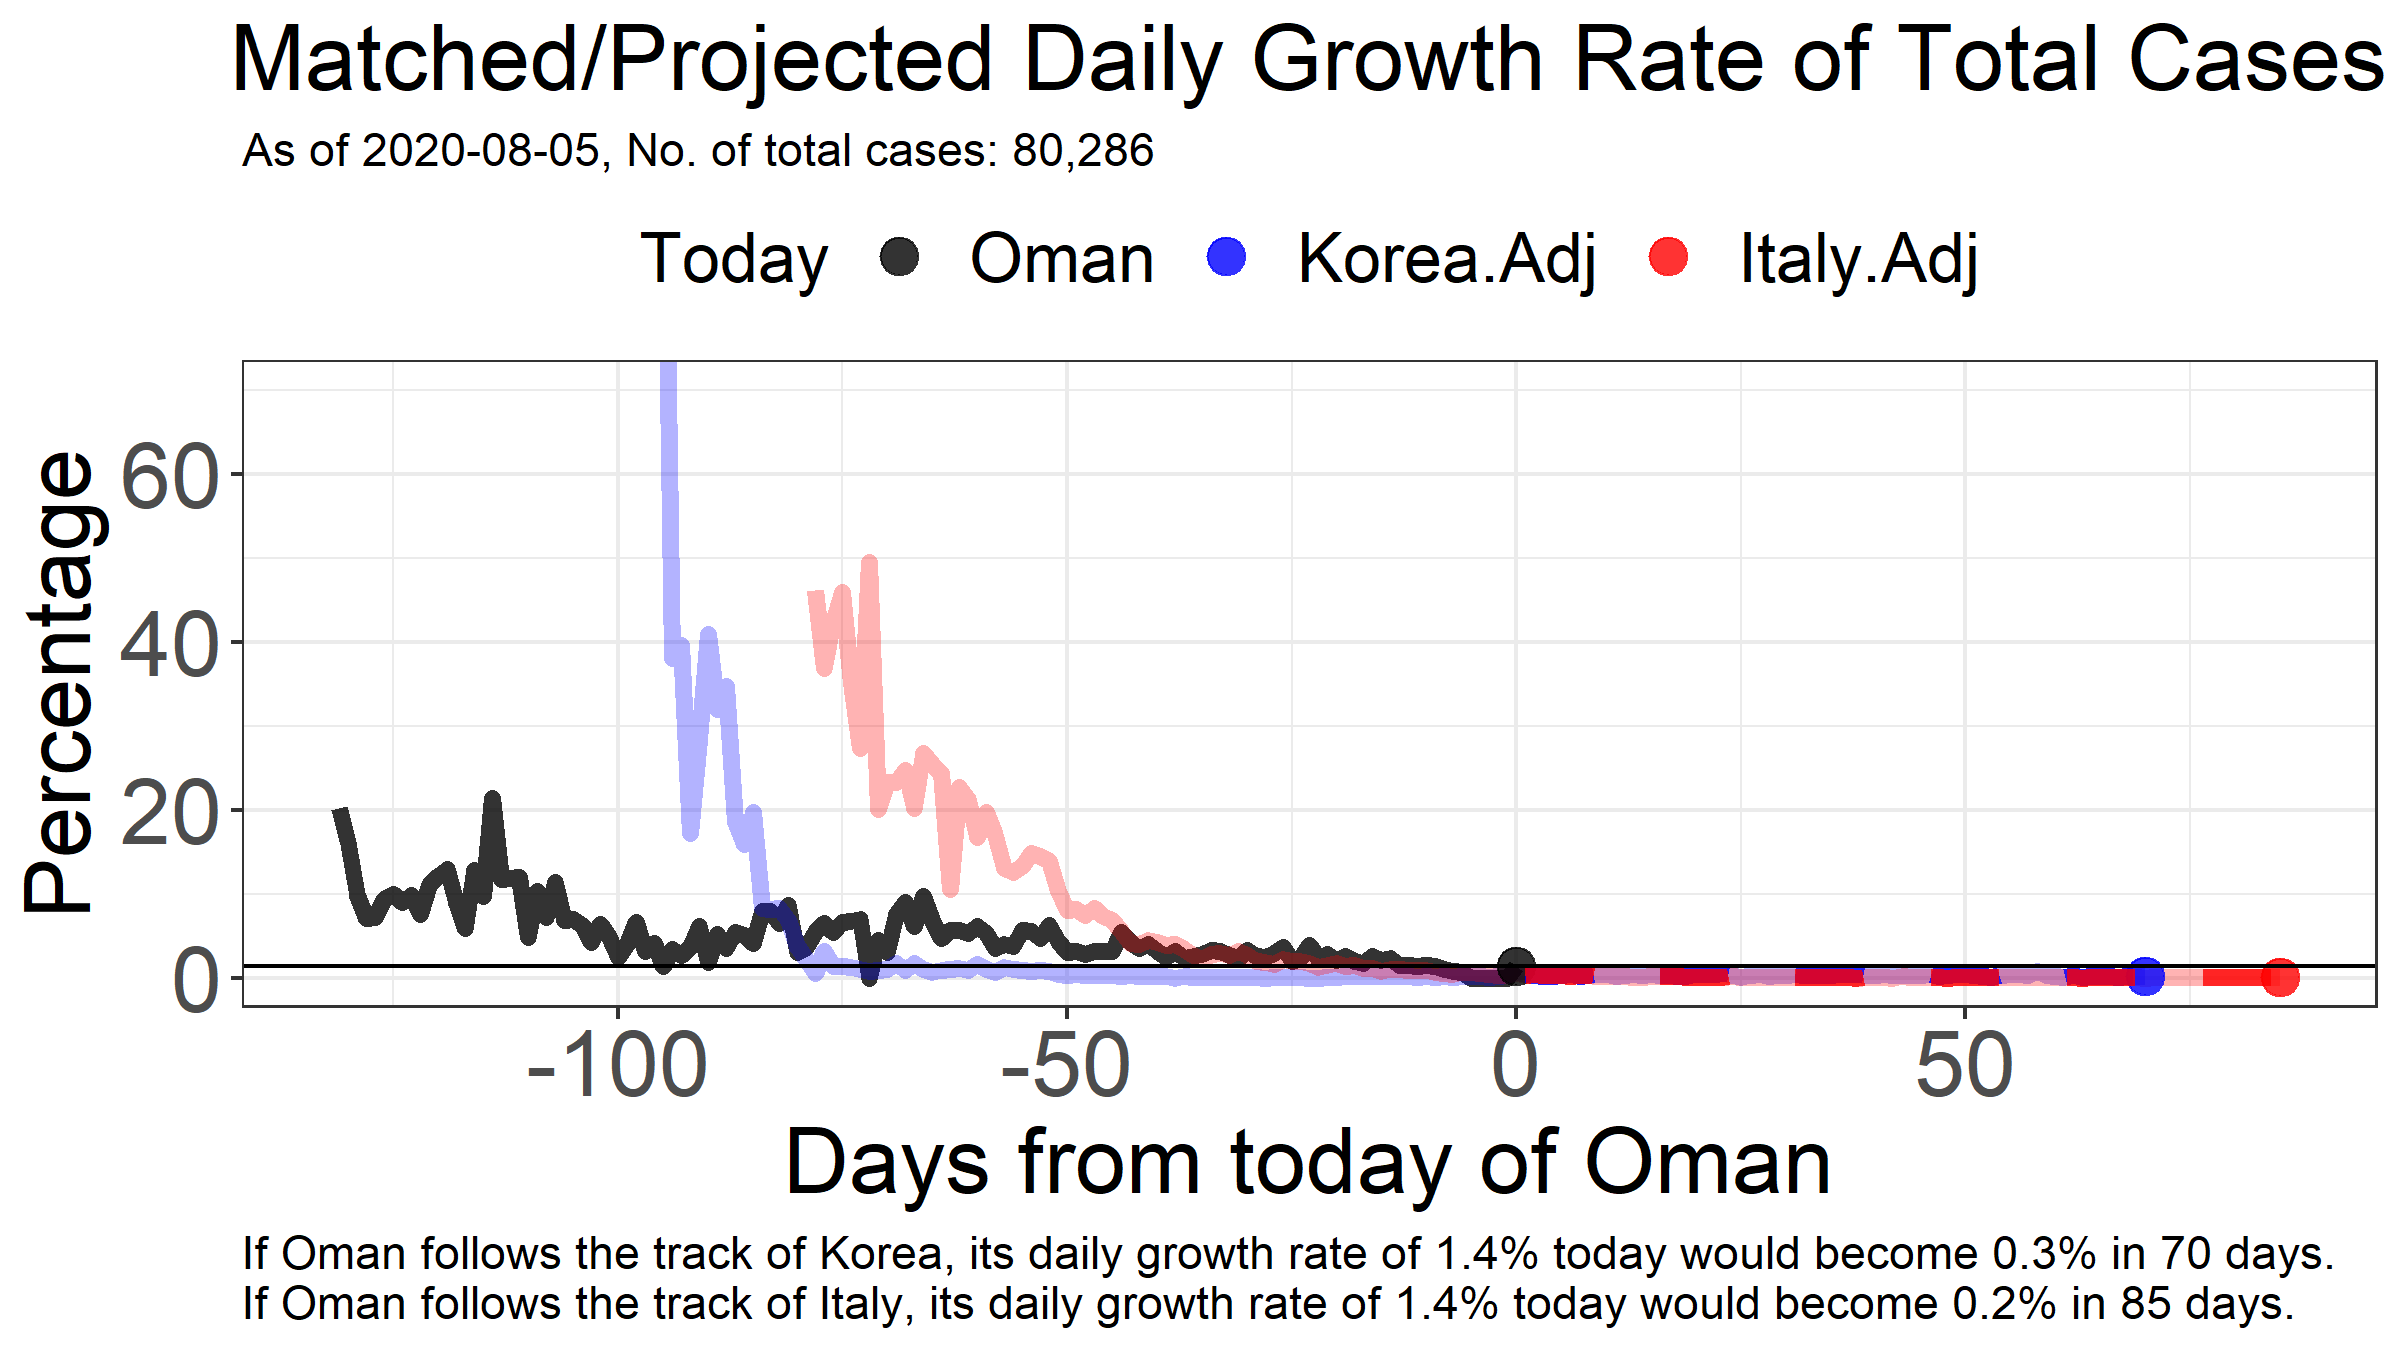 Matched/Projected Daily Growth Rate of Total Cases
As of 2020-08-05, No. of total cases: 80,286
Today Oman Korea.Adj Italy.Adj
Percentage
60
40
20
0
-100 -50 0 50
Days from today of Oman
If Oman follows the track of Korea, its daily growth rate of 1.4% today would become 0.3% in 70 days.
If Oman follows the track of Italy, its daily growth rate of 1.4% today would become 0.2% in 85 days.